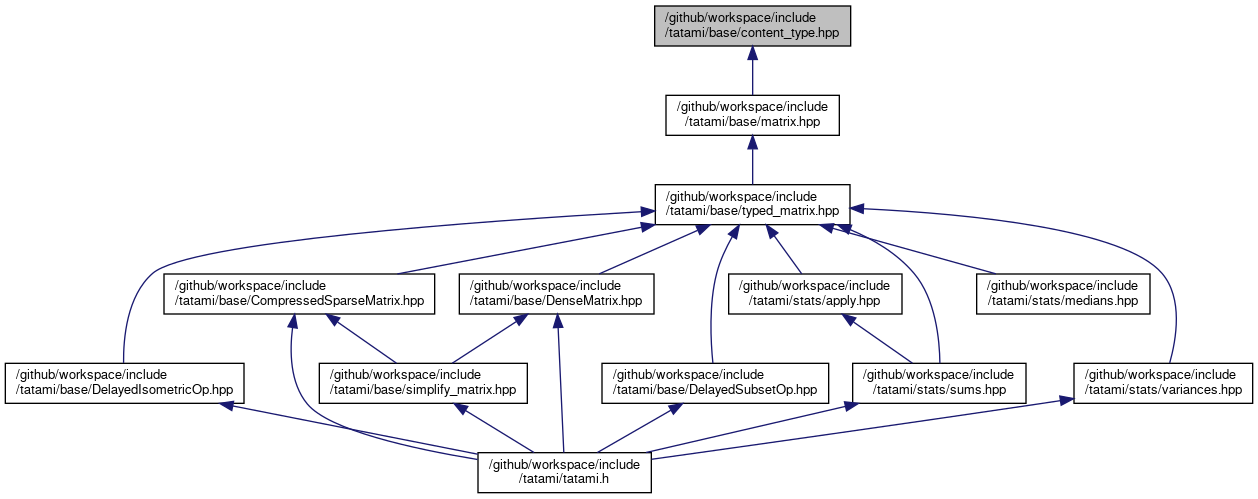 /github/workspace/include
/tatami/base/content_type.hpp
/github/workspace/include
/tatami/base/matrix.hpp
/github/workspace/include
/tatami/base/typed_matrix.hpp
/github/workspace/include
/tatami/base/CompressedSparseMatrix.hpp
/github/workspace/include
/tatami/base/DenseMatrix.hpp
/github/workspace/include
/tatami/stats/apply.hpp
/github/workspace/include
/tatami/stats/medians.hpp
/github/workspace/include
/tatami/base/DelayedIsometricOp.hpp
/github/workspace/include
/tatami/base/simplify_matrix.hpp
/github/workspace/include
/tatami/base/DelayedSubsetOp.hpp
/github/workspace/include
/tatami/stats/sums.hpp
/github/workspace/include
/tatami/stats/variances.hpp
/github/workspace/include
/tatami/tatami.h